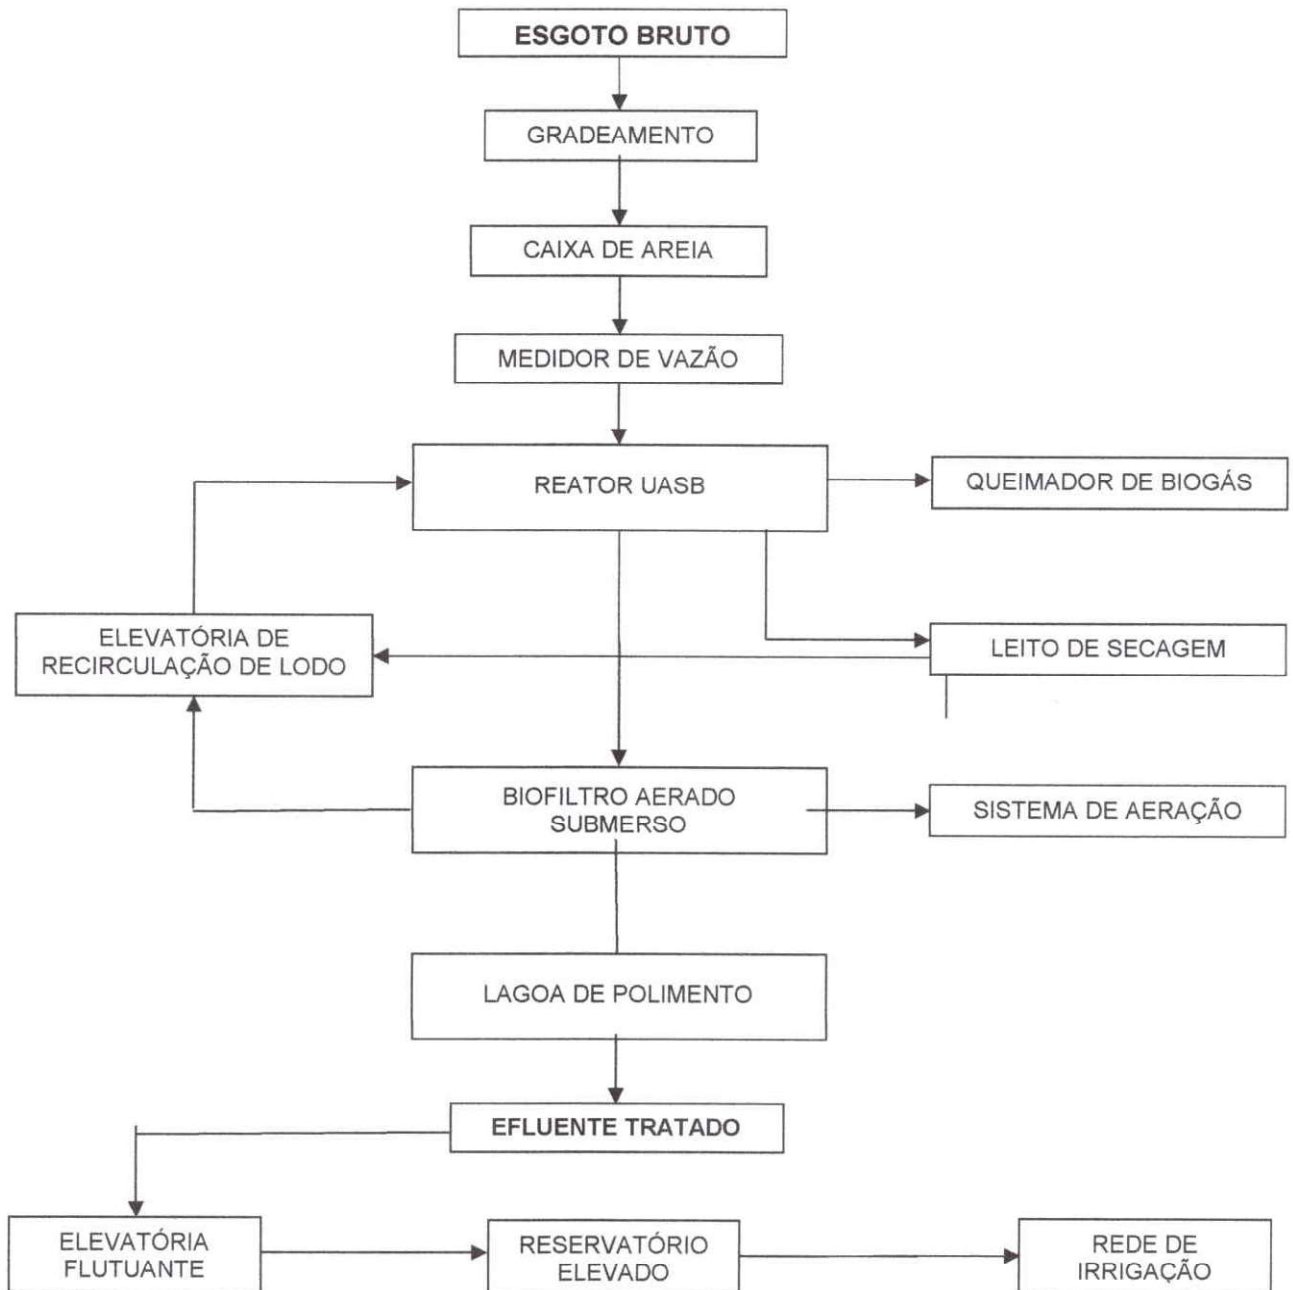 ESGOTO BRUTO
GRADEAMENTO
CAIXA DE AREIA
MEDIDOR DE VAZÃO
REATOR UASB
QUEIMADOR DE BIOGÁS
ELEVATÓRIA DE
RECIRCULAÇÃO DE LODO
LEITO DE SECAGEM
BIOFILTRO AERADO
SUBMERSO
SISTEMA DE AERAÇÃO
LAGOA DE POLIMENTO
EFLUENTE TRATADO
ELEVATÓRIA
FLUTUANTE
RESERVATÓRIO
ELEVADO
REDE DE
IRRIGAÇÃO